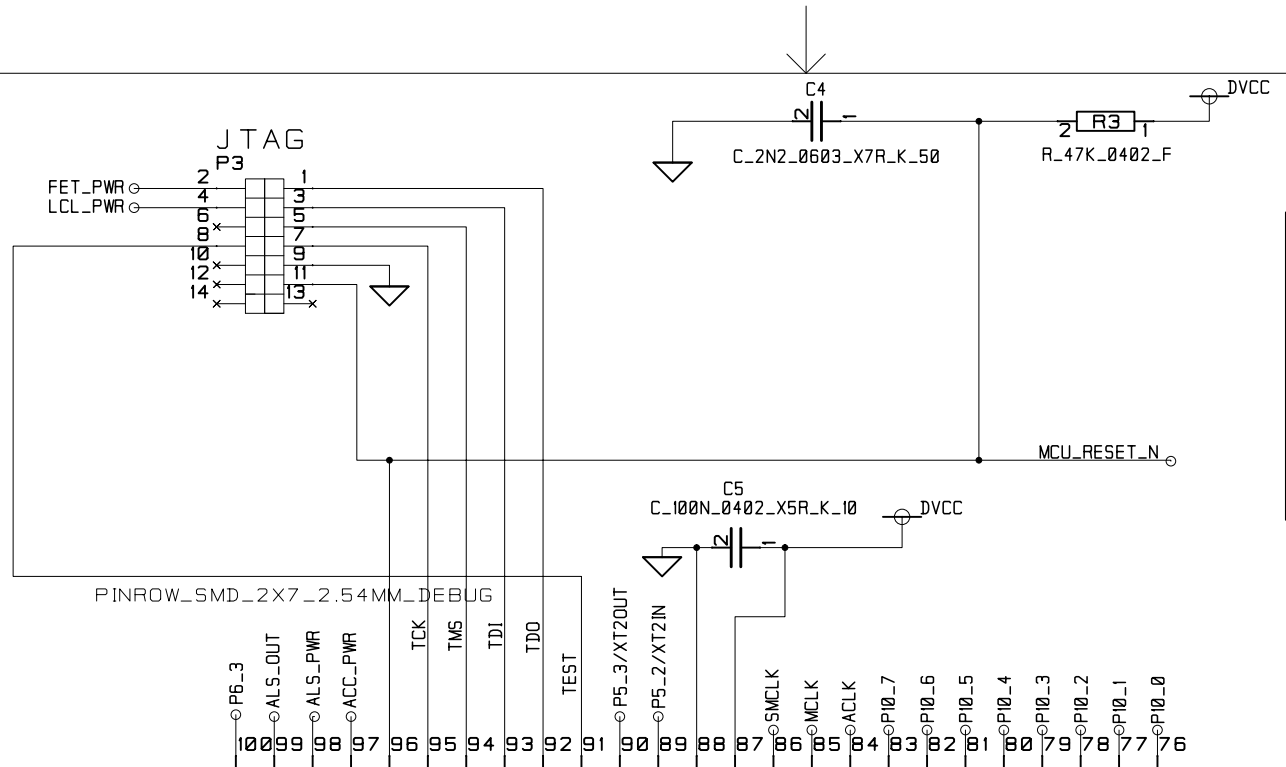 C4
DVCC
2
1
2
R3
1
C_2N2_0603_X7R_K_50
R_47K_0402_F
JTAG
P3
FET_PWR
2
1
LCL_PWR
4
3
6
5
8
7
10
9
12
11
14
13
MCU_RESET_N
C5
C_100N_0402_X5R_K_10
DVCC
2
1
PINROW_SMD_2X7_2.54MM_DEBUG
P6_3
ALS_OUT
ALS_PWR
ACC_PWR
TCK
TMS
TDI
TDO
TEST
P5_3/XT2OUT
P5_2/XT2IN
SMCLK
MCLK
ACLK
P10_7
P10_6
P10_5
P10_4
P10_3
P10_2
P10_1
P10_0
100 99 98 97 96 95 94 93 92 91 90 89 88 87 86 85 84 83 82 81 80 79 78 77 76